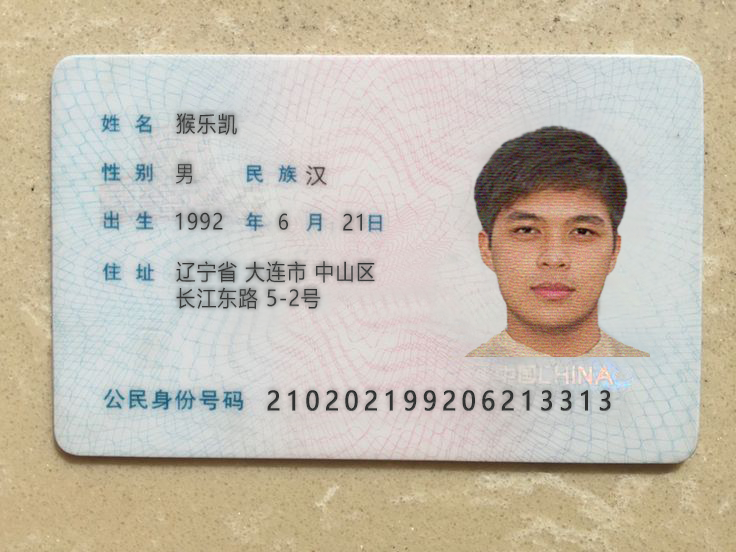 姓名 猴乐凯
性别 男 民族 汉
出生 1992 年 6 月 21日
住址 辽宁省 大连市 中山区
长江东路 5-2号
中国CHINA
公民身份号码 210202199206213313